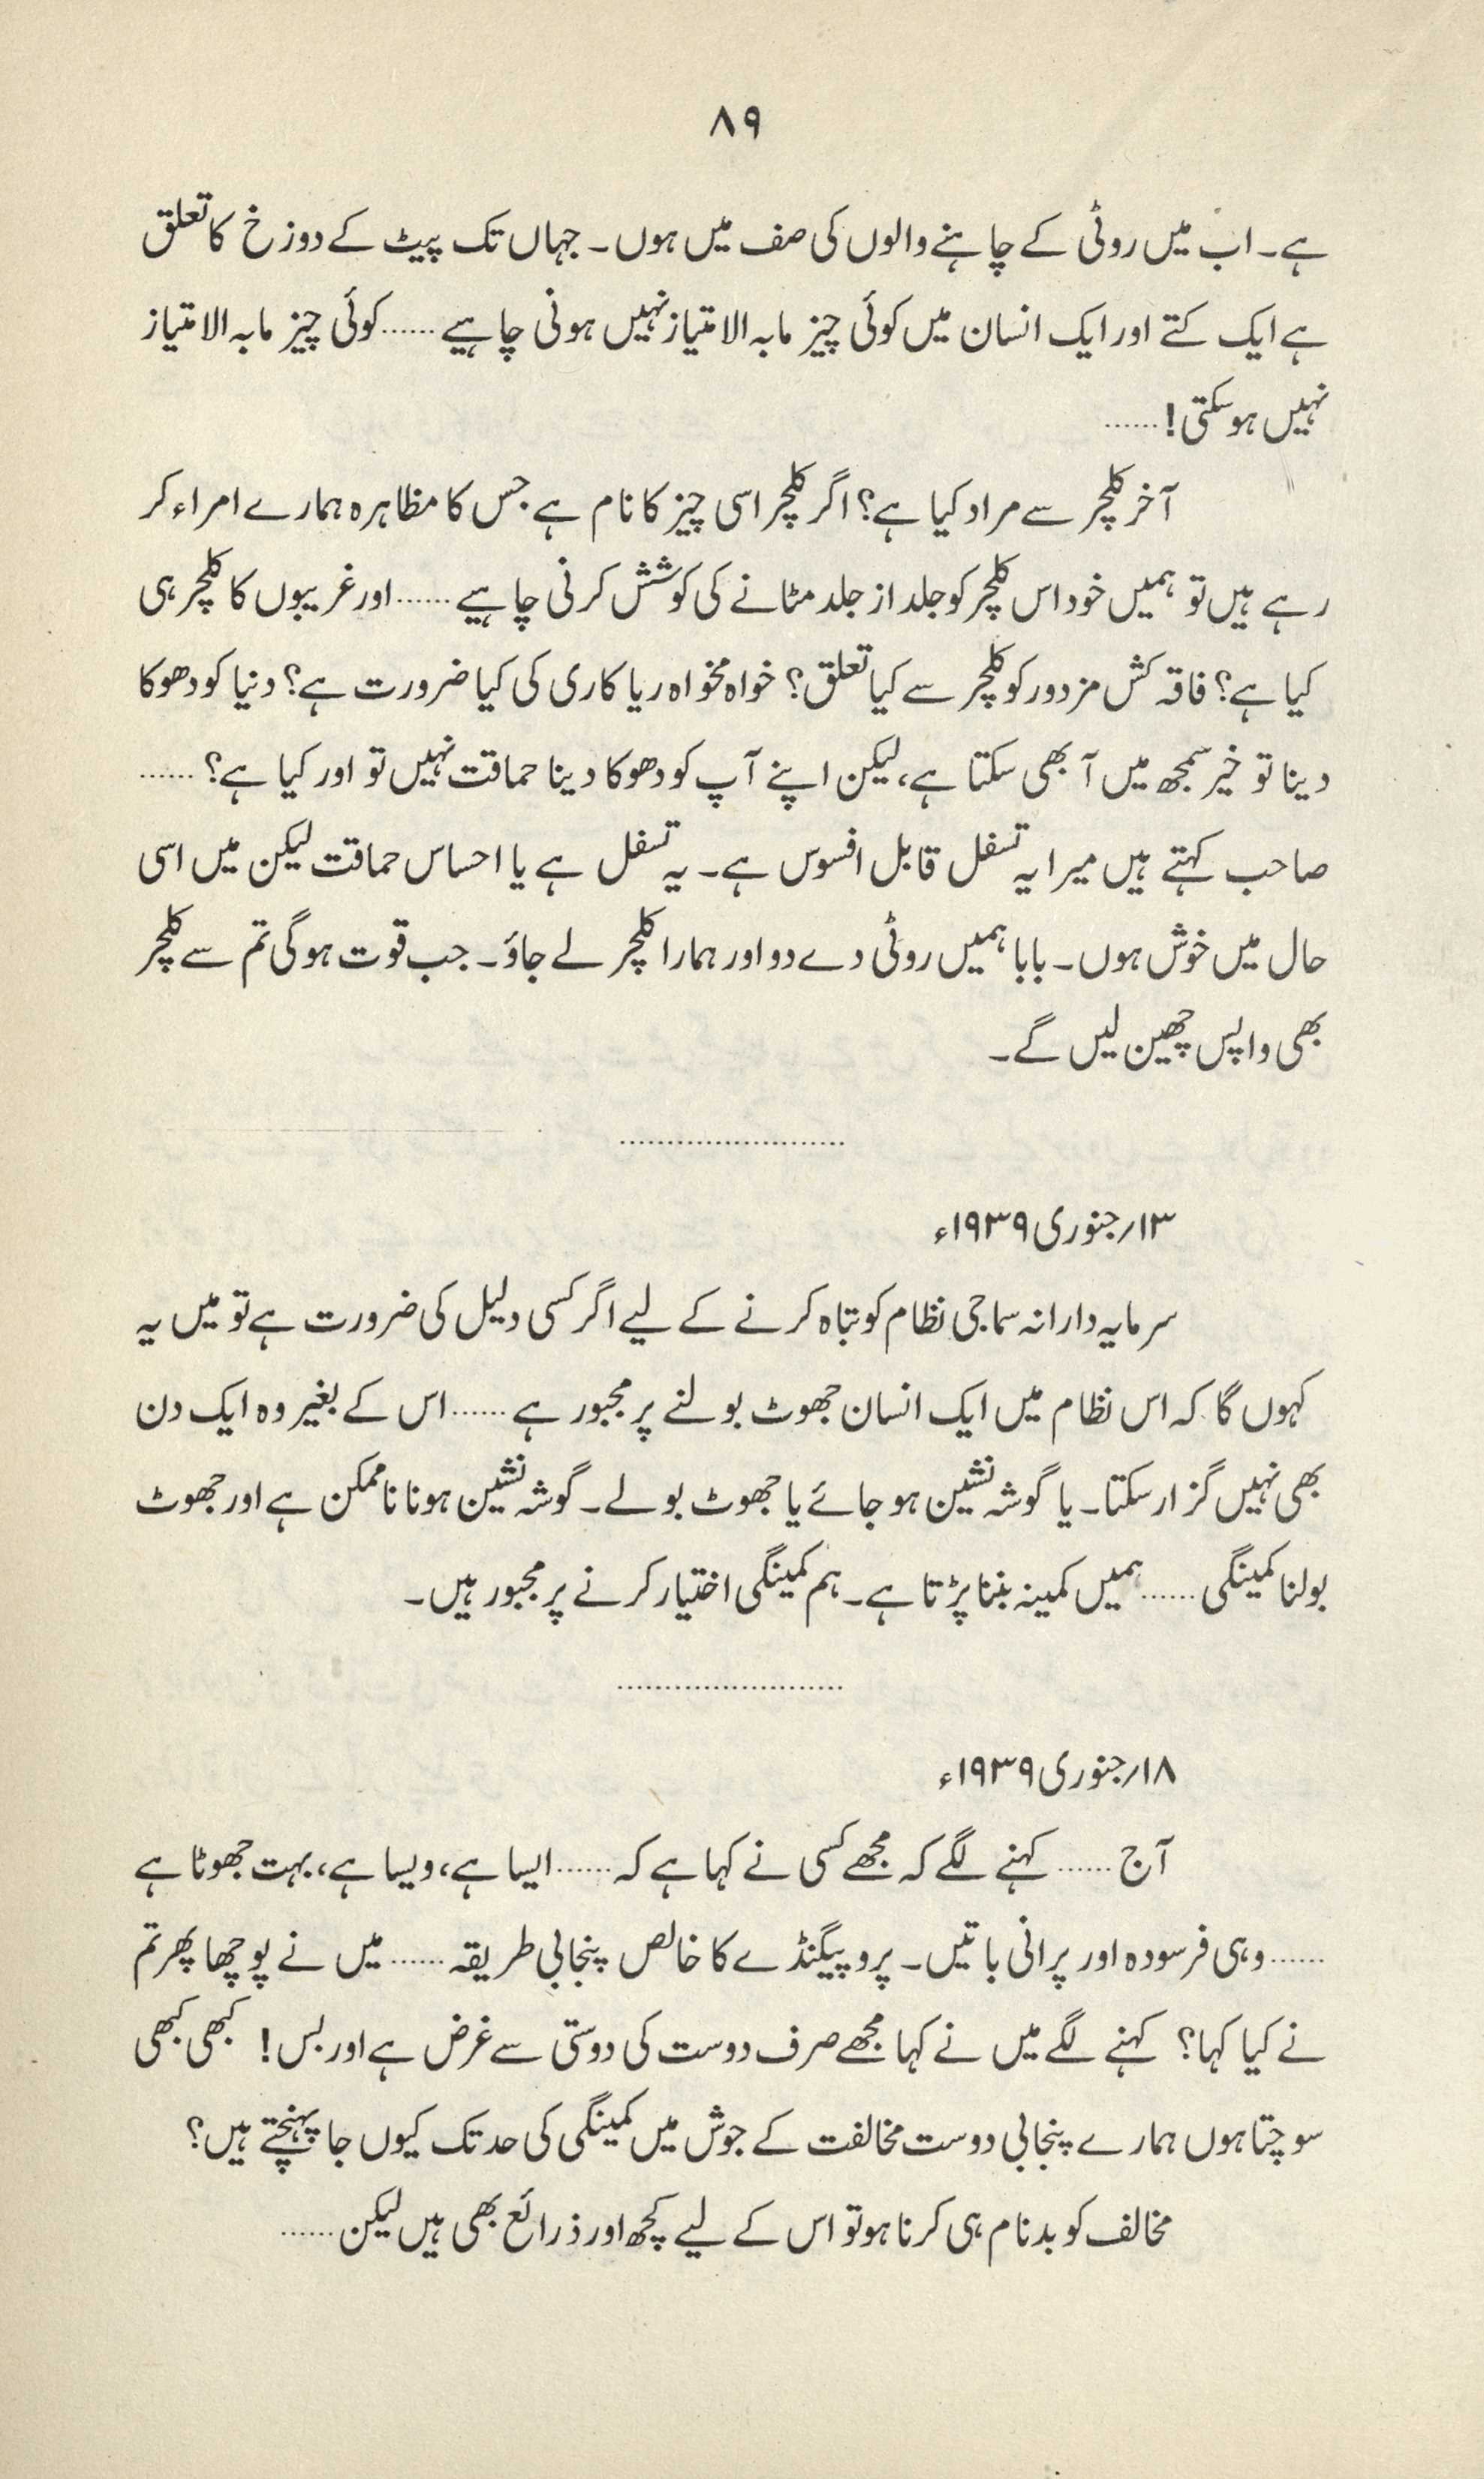 ۸۹
ہے۔ اب میں روٹی کے چاہنے والوں کی صف میں ہوں۔ جہاں تک پیٹ کے دوزخ کا تعلق
ہے ایک کتے اور ایک انسان میں کوئی چیز مابہ الامتیاز نہیں ہونی چاہیے ...... کوئی چیز مابہ الامتیاز
نہیں ہو سکتی! ......
آخر کلچر سے مراد کیا ہے؟ اگر کلچر اسی چیز کا نام ہے جس کا مظاہرہ ہمارے امراء کر
رہے ہیں تو ہمیں خود اس کلچر کو جلد از جلد مٹانے کی کوشش کرنی چاہیے ...... اور غریبوں کا کلچر ہی
کیا ہے؟ فاقہ کش مزدور کو کلچر سے کیا تعلق؟ خواہ مخواہ ریاکاری کی کیا ضرورت ہے؟ دنیا کو دھوکا
دینا تو خیر سمجھ میں آ بھی سکتا ہے، لیکن اپنے آپ کو دھوکا دینا حماقت نہیں تو اور کیا ہے؟ ......
صاحب کہتے ہیں میرا یہ تسفل قابل افسوس ہے۔ یہ تسفل ہے یا احساس حماقت لیکن میں اسی
حال میں خوش ہوں۔ بابا ہمیں روٹی دے دو اور ہمارا کلچر لے جاؤ۔ جب قوت ہوگی تم سے کلچر
بھی واپس چھین لیں گے۔
........................
۱۳؍جنوری ۱۹۳۹ء
سرمایہ دارانہ سماجی نظام کو تباہ کرنے کے لیے اگر کسی دلیل کی ضرورت ہے تو میں یہ
کہوں گا کہ اس نظام میں ایک انسان جھوٹ بولنے پر مجبور ہے ...... اس کے بغیر وہ ایک دن
بھی نہیں گزار سکتا۔ یا گوشہ نشین ہو جائے یا جھوٹ بولے۔ گوشہ نشین ہونا ناممکن ہے اور جھوٹ
بولنا کمینگی ...... ہمیں کمینہ بننا پڑتا ہے۔ ہم کمینگی اختیار کرنے پر مجبور ہیں۔
........................
۱۸؍جنوری ۱۹۳۹ء
آج ...... کہنے لگے کہ مجھے کسی نے کہا ہے کہ ...... ایسا ہے، ویسا ہے، بہت جھوٹا ہے
...... وہی فرسودہ اور پرانی باتیں۔ پروپیگنڈے کا خالص پنجابی طریقہ ...... میں نے پوچھا پھر تم
نے کیا کہا؟ کہنے لگے میں نے کہا مجھے صرف دوست کی دوستی سے غرض ہے اور بس! کبھی کبھی
سوچتا ہوں ہمارے پنجابی دوست مخالفت کے جوش میں کمینگی کی حد تک کیوں جا پہنچتے ہیں؟
مخالف کو بدنام ہی کرنا ہو تو اس کے لیے کچھ اور ذرائع بھی ہیں لیکن ......